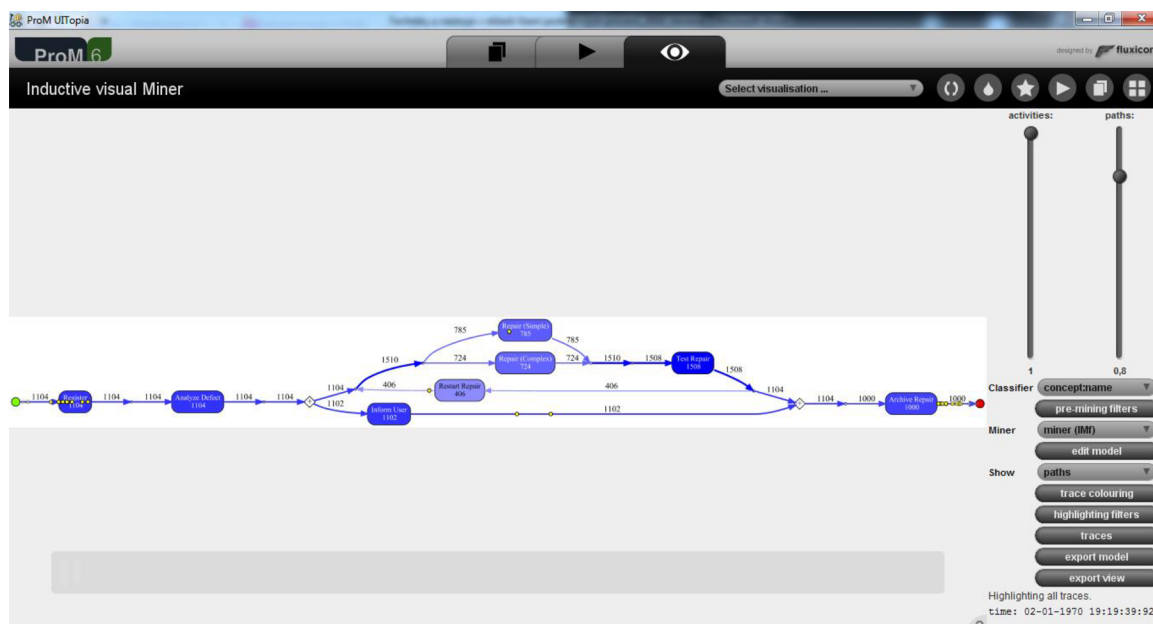 ProM UITopia
ProM 6
designed by fluxicon
Inductive visual Miner
Select visualisation ...
activities:
paths:
785
Repair (Simple)
785
785
1510
724
Repair (Complex)
724
724
1510
1508
Test Repair
1508
1508
1104
406
Restart Repair
406
406
1104
1104
Register
1104
1104
1104
Analyze Defect
1104
1104
1104
1102
Inform User
1102
1102
1104
1000
Archive Repair
1000
1000
1
0,8
Classifier
concept:name
pre-mining filters
Miner
miner (IMf)
edit model
Show
paths
trace colouring
highlighting filters
traces
export model
export view
Highlighting all traces.
time: 02-01-1970 19:19:39:92